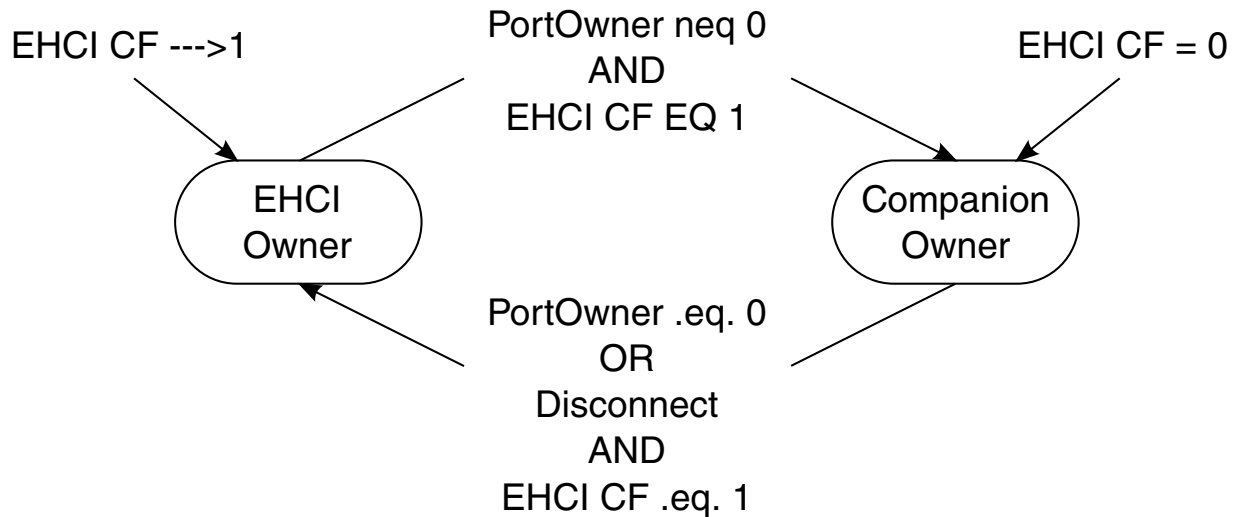 EHCI CF --->1
PortOwner neq 0
AND
EHCI CF EQ 1
EHCI CF = 0
EHCI
Owner
Companion
Owner
PortOwner .eq. 0
OR
Disconnect
AND
EHCI CF .eq. 1